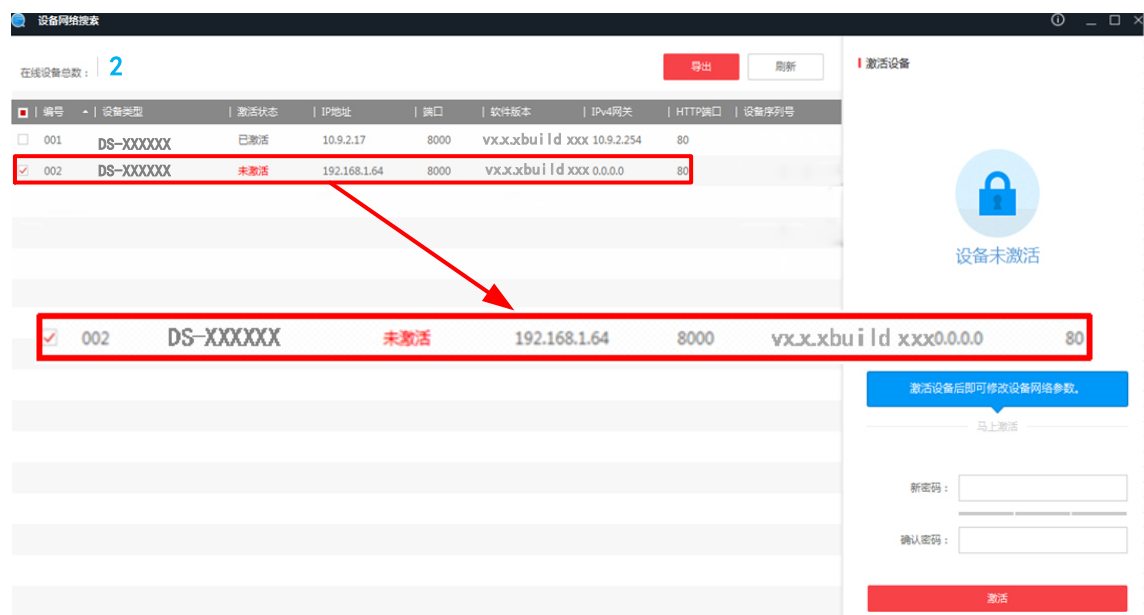 设备网络搜索
在线设备总数： 2
导出 刷新
编号 设备类型 激活状态 IP地址 端口 软件版本 IPv4网关 HTTP端口 设备序列号
001 DS-XXXXXX 已激活 10.9.2.17 8000 vx.x.xbuild xxx 10.9.2.254 80
002 DS-XXXXXX 未激活 192.168.1.64 8000 vx.x.xbuild xxx 0.0.0.0 80
002 DS-XXXXXX 未激活 192.168.1.64 8000 vx.x.xbuild xxx0.0.0.0 80
激活设备
设备未激活
激活设备后即可修改设备网络参数。
马上激活
新密码：
确认密码：
激活